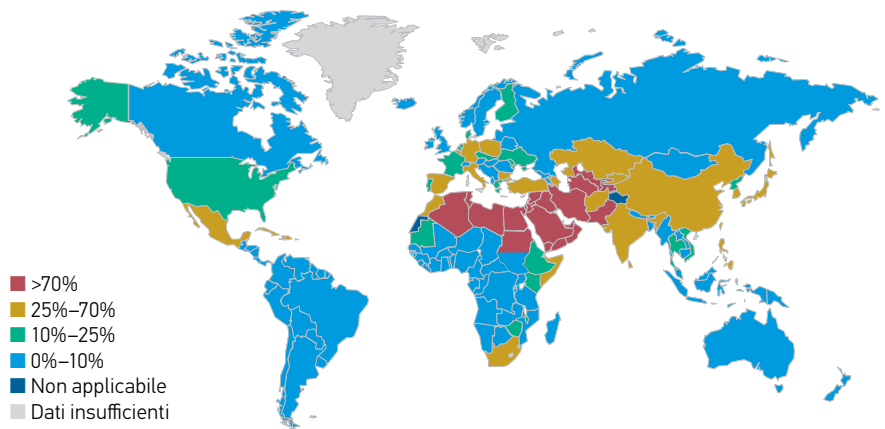 >70%
25%–70%
10%–25%
0%–10%
Non applicabile
Dati insufficienti